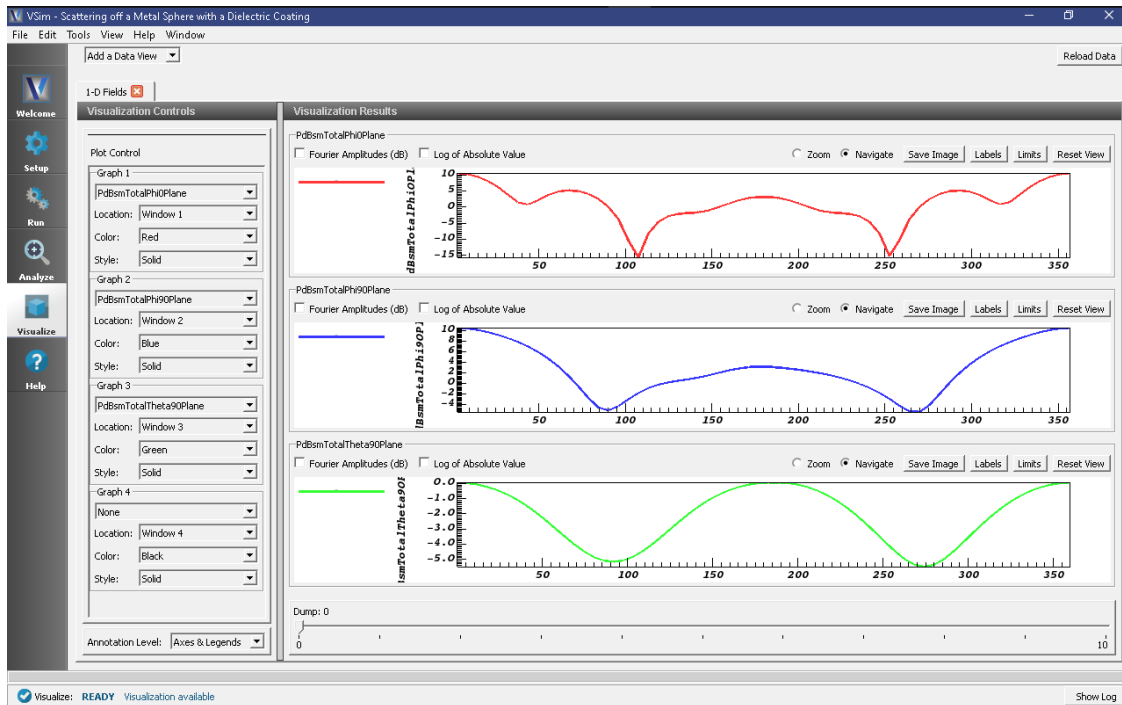 VSim - Scattering off a Metal Sphere with a Dielectric Coating
File Edit Tools View Help Window
Add a Data View
Reload Data
1-D Fields
Welcome
Setup
Run
Analyze
Visualize
Help
Visualization Controls
Plot Control
Graph 1
PdBsmTotalPhi0Plane
Location: Window 1
Color: Red
Style: Solid
Graph 2
PdBsmTotalPhi90Plane
Location: Window 2
Color: Blue
Style: Solid
Graph 3
PdBsmTotalTheta90Plane
Location: Window 3
Color: Green
Style: Solid
Graph 4
None
Location: Window 4
Color: Black
Style: Solid
Annotation Level: Axes & Legends
Visualization Results
PdBsmTotalPhi0Plane
Fourier Amplitudes (dB) Log of Absolute Value Zoom Navigate Save Image Labels Limits Reset View
dBsmTotalPhi0Pl
10
5
0
-5
-10
-15
50 100 150 200 250 300 350
PdBsmTotalPhi90Plane
Fourier Amplitudes (dB) Log of Absolute Value Zoom Navigate Save Image Labels Limits Reset View
BsmTotalPhi90Pl
10
8
6
4
2
0
-2
-4
50 100 150 200 250 300 350
PdBsmTotalTheta90Plane
Fourier Amplitudes (dB) Log of Absolute Value Zoom Navigate Save Image Labels Limits Reset View
smTotalTheta90P
0.0
-1.0
-2.0
-3.0
-4.0
-5.0
50 100 150 200 250 300 350
Dump: 0
0 10
Visualize: READY Visualization available
Show Log